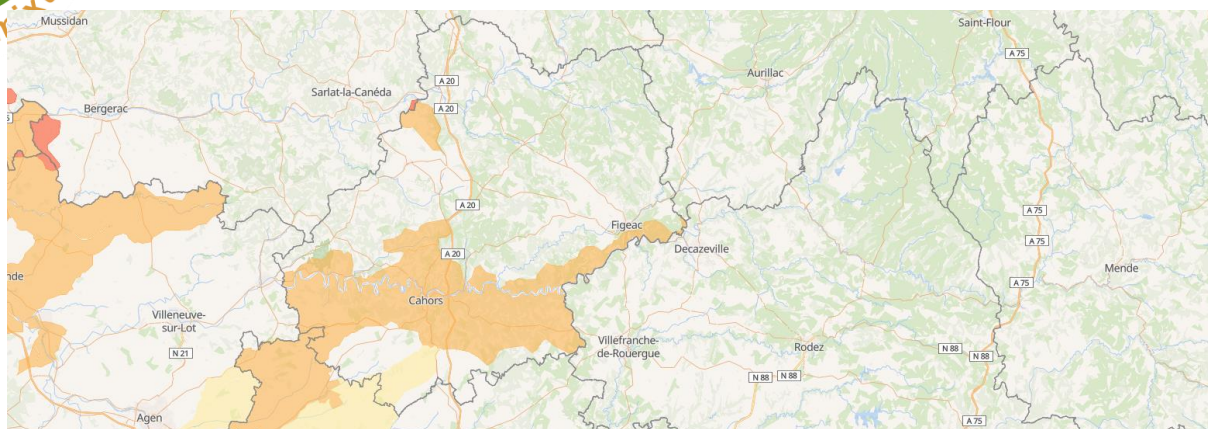 Mussidan
Saint-Flour
A 75
Aurillac
A 20
Sarlat-la-Canéda
Bergerac
A 20
A 20
A 75
Figeac
A 75
A 20
Decazeville
Mende
nde
A 75
Cahors
Villeneuve-
sur-Lot
Villefranche-
de-Rouergue
Rodez
N 21
N 88
N 88
N 88
N 88
Agen
A 75